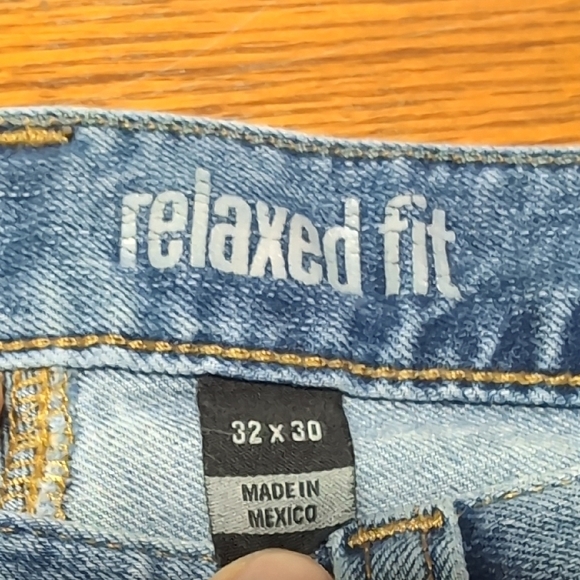 relaxed fit
32 x 30
MADE IN
MEXICO